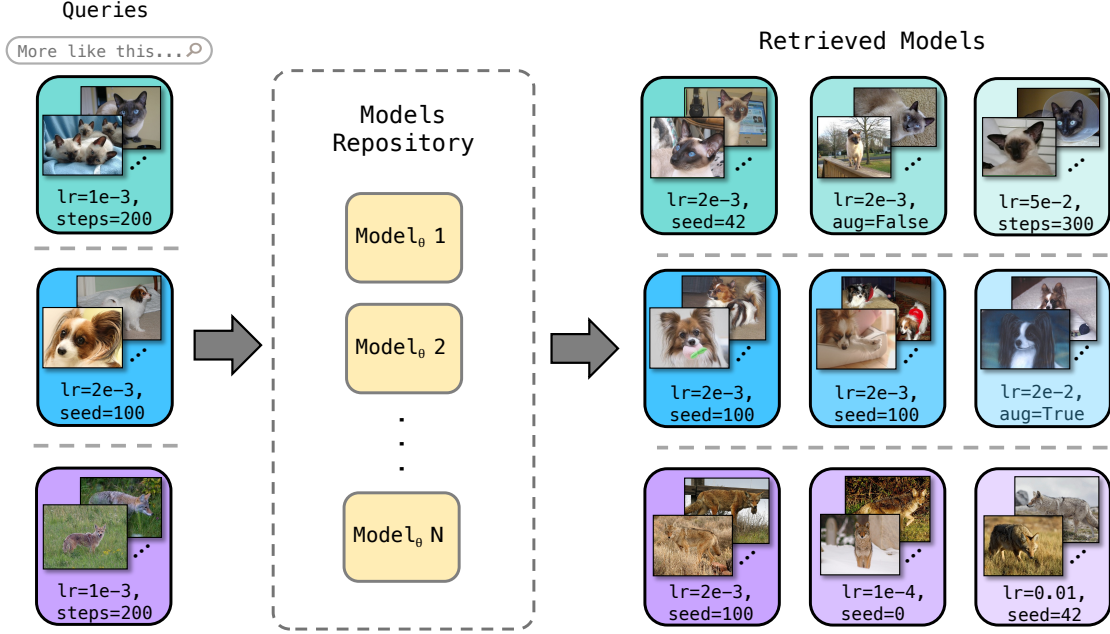 Queries
More like this...
lr=1e-3,
steps=200
lr=2e-3,
seed=100
lr=1e-3,
steps=200
Models
Repository
Modelθ 1
Modelθ 2
Modelθ N
Retrieved Models
lr=2e-3,
seed=42
lr=2e-3,
aug=False
lr=5e-2,
steps=300
lr=2e-3,
seed=100
lr=2e-3,
seed=100
lr=2e-2,
aug=True
lr=2e-3,
seed=100
lr=1e-4,
seed=0
lr=0.01,
seed=42